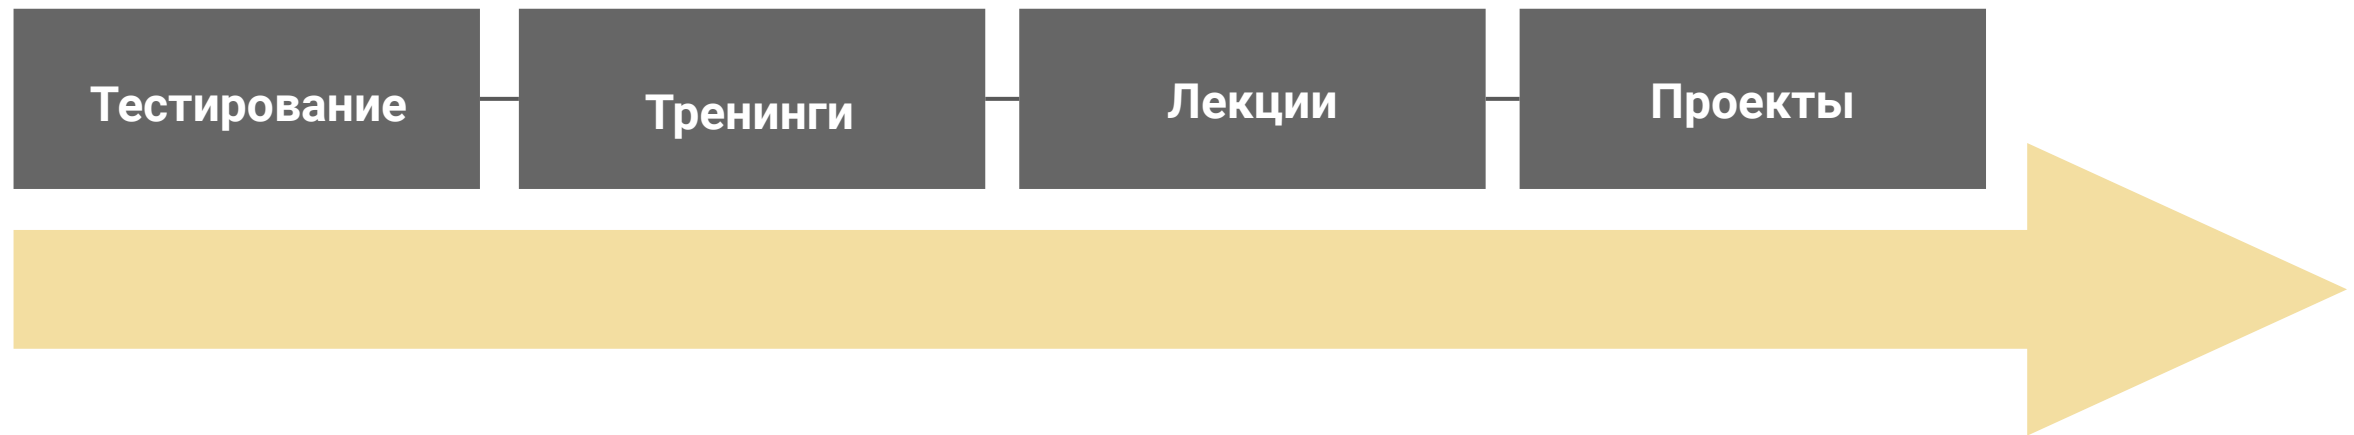 Тестирование
Тренинги
Лекции
Проекты